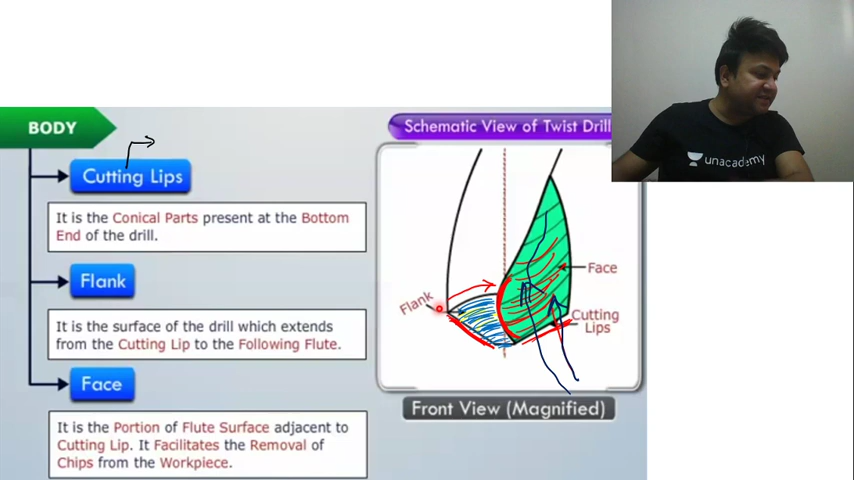 BODY
Schematic View of Twist Drill
unacademy
Cutting Lips
It is the Conical Parts present at the Bottom
End of the drill.
Flank
It is the surface of the drill which extends
from the Cutting Lip to the Following Flute.
Face
It is the Portion of Flute Surface adjacent to
Cutting Lip. It Facilitates the Removal of
Chips from the Workpiece.
Face
Flank
Cutting
Lips
Front View (Magnified)